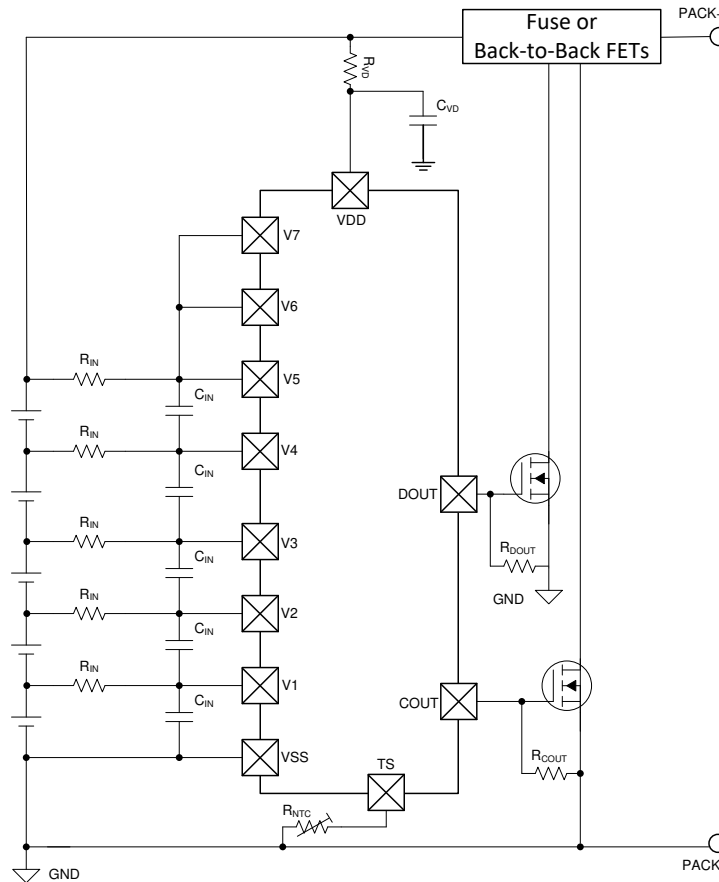 Fuse or
Back-to-Back FETs
PACK-
RVD
CVD
VDD
V7
V6
RIN
V5
CIN
RIN
V4
CIN
DOUT
RIN
V3
RDOUT
CIN
GND
RIN
V2
CIN
RIN
V1
COUT
CIN
VSS
TS
RCOUT
RNTC
GND
PACK